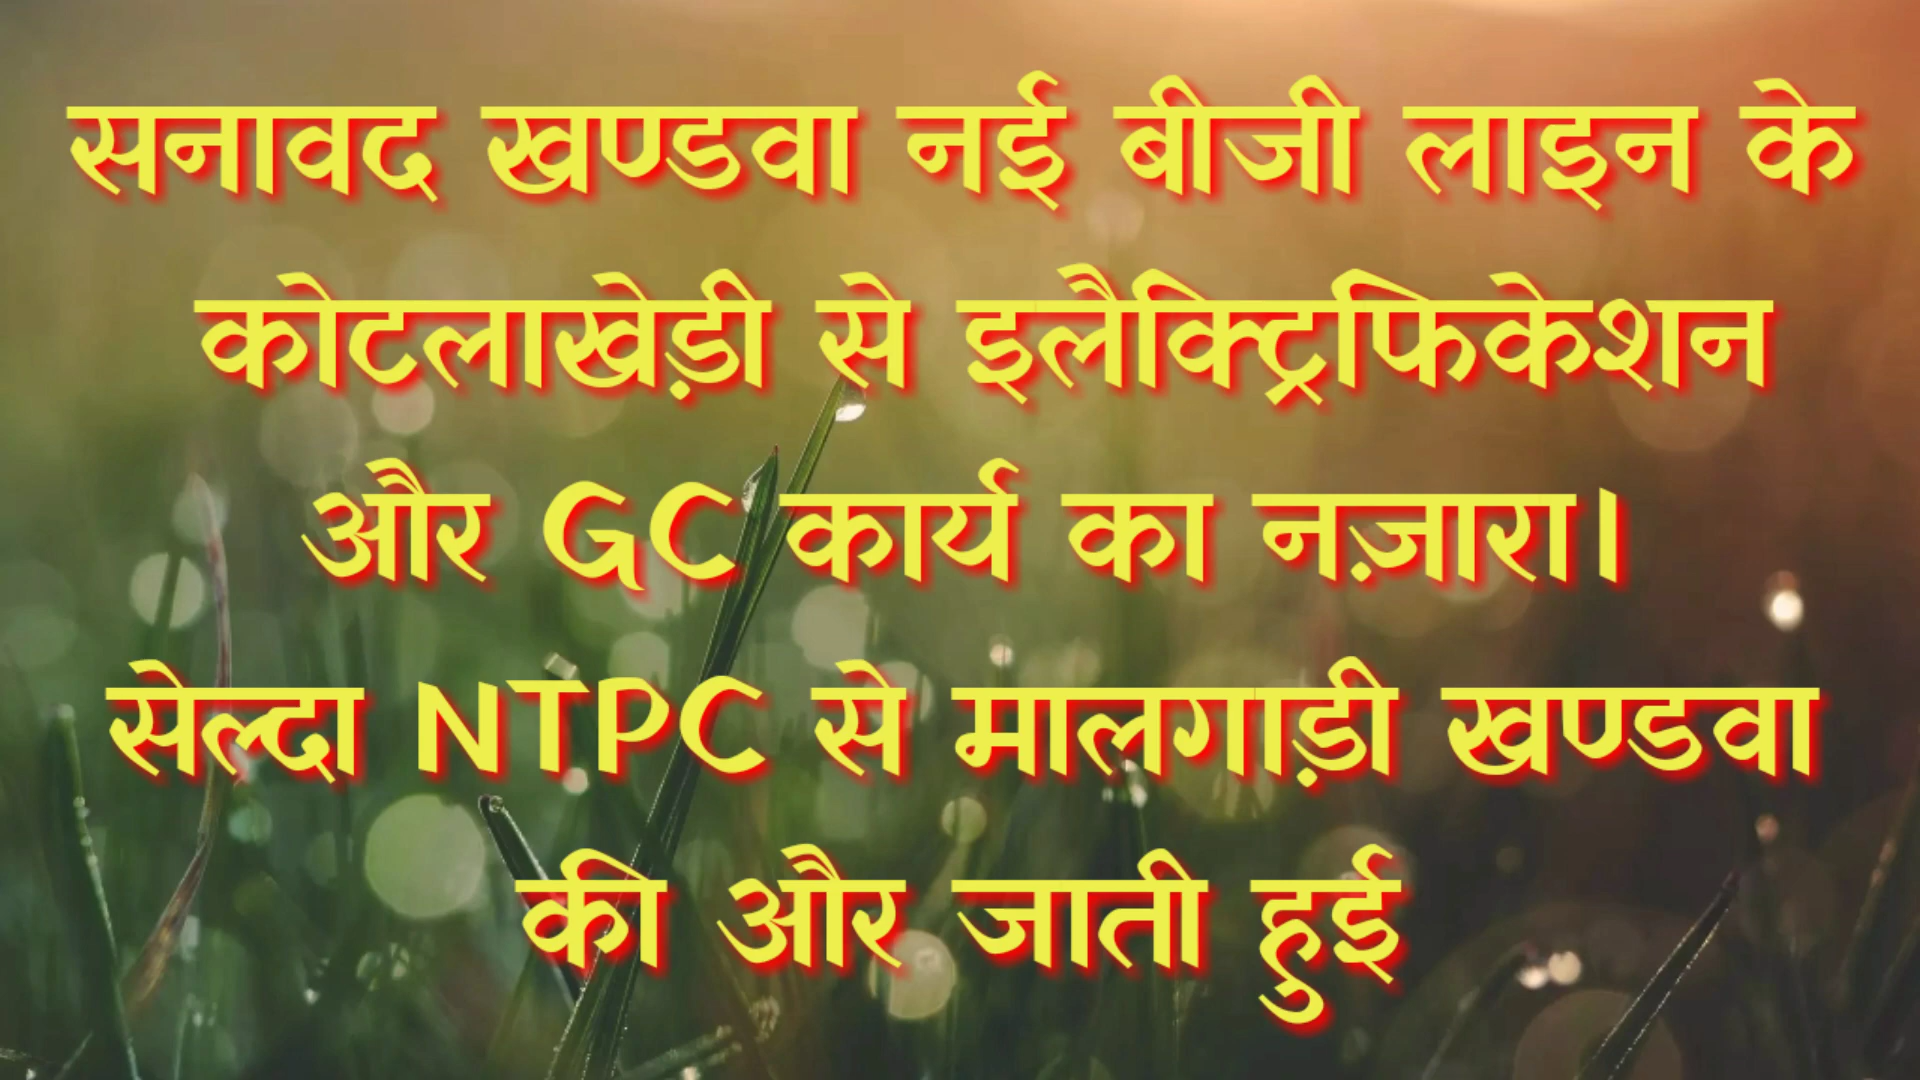 सनावद खण्डवा नई बीजी लाइन के
कोटलाखेड़ी से इलैक्ट्रिफिकेशन
और GC कार्य का नज़ारा।
सेल्दा NTPC से मालगाड़ी खण्डवा
की और जाती हुई